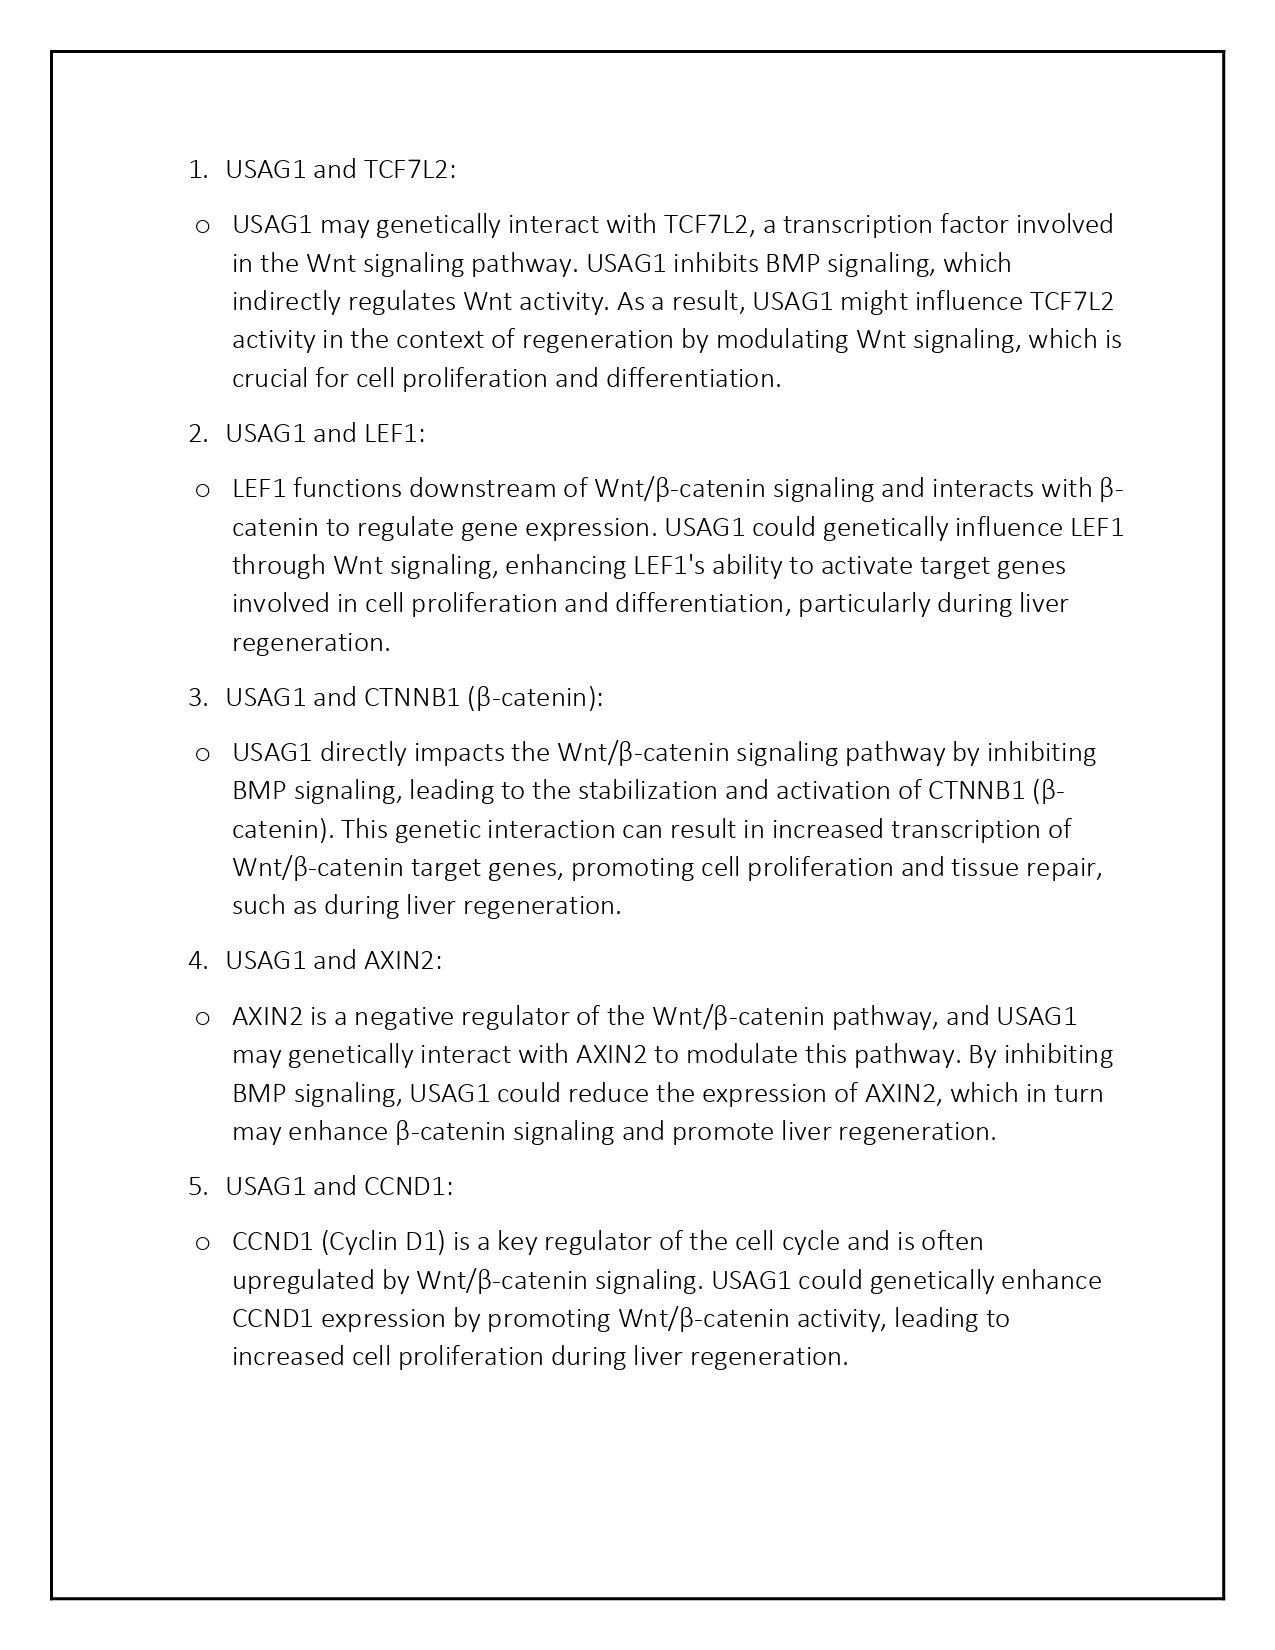 1. USAG1 and TCF7L2:
o USAG1 may genetically interact with TCF7L2, a transcription factor involved
in the Wnt signaling pathway. USAG1 inhibits BMP signaling, which
indirectly regulates Wnt activity. As a result, USAG1 might influence TCF7L2
activity in the context of regeneration by modulating Wnt signaling, which is
crucial for cell proliferation and differentiation.
2. USAG1 and LEF1:
o LEF1 functions downstream of Wnt/β-catenin signaling and interacts with β-
catenin to regulate gene expression. USAG1 could genetically influence LEF1
through Wnt signaling, enhancing LEF1's ability to activate target genes
involved in cell proliferation and differentiation, particularly during liver
regeneration.
3. USAG1 and CTNNB1 (β-catenin):
o USAG1 directly impacts the Wnt/β-catenin signaling pathway by inhibiting
BMP signaling, leading to the stabilization and activation of CTNNB1 (β-
catenin). This genetic interaction can result in increased transcription of
Wnt/β-catenin target genes, promoting cell proliferation and tissue repair,
such as during liver regeneration.
4. USAG1 and AXIN2:
o AXIN2 is a negative regulator of the Wnt/β-catenin pathway, and USAG1
may genetically interact with AXIN2 to modulate this pathway. By inhibiting
BMP signaling, USAG1 could reduce the expression of AXIN2, which in turn
may enhance β-catenin signaling and promote liver regeneration.
5. USAG1 and CCND1:
o CCND1 (Cyclin D1) is a key regulator of the cell cycle and is often
upregulated by Wnt/β-catenin signaling. USAG1 could genetically enhance
CCND1 expression by promoting Wnt/β-catenin activity, leading to
increased cell proliferation during liver regeneration.